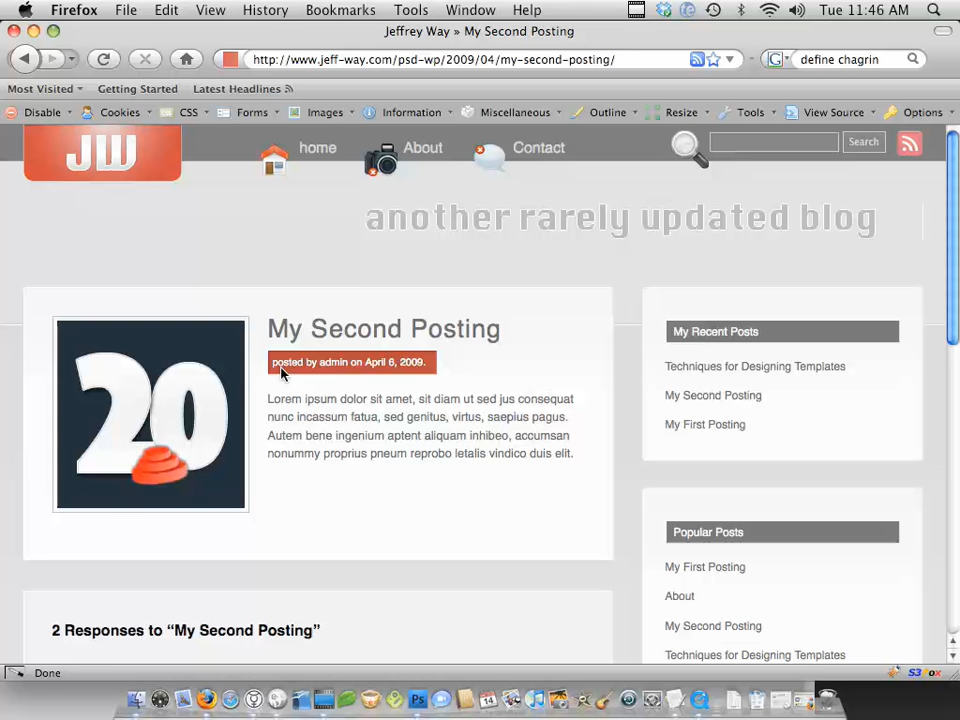 Firefox File Edit View History Bookmarks Tools Window Help Tue 11:46 AM
Jeffrey Way » My Second Posting
http://www.jeff-way.com/psd-wp/2009/04/my-second-posting/ G define chagrin
Most Visited Getting Started Latest Headlines
Disable Cookies CSS Forms Images Information Miscellaneous Outline Resize Tools View Source Options
JW home About Contact Search
another rarely updated blog
20
My Second Posting
posted by admin on April 6, 2009.
Lorem ipsum dolor sit amet, sit diam ut sed jus consequat
nunc incassum fatua, sed genitus, virtus, saepius pagus.
Autem bene ingenium aptent aliquam inhibeo, accumsan
nonummy proprius pneum reprobo letalis vindico duis elit.
2 Responses to “My Second Posting”
My Recent Posts
Techniques for Designing Templates
My Second Posting
My First Posting
Popular Posts
My First Posting
About
My Second Posting
Techniques for Designing Templates
Done S3Fox
Ps